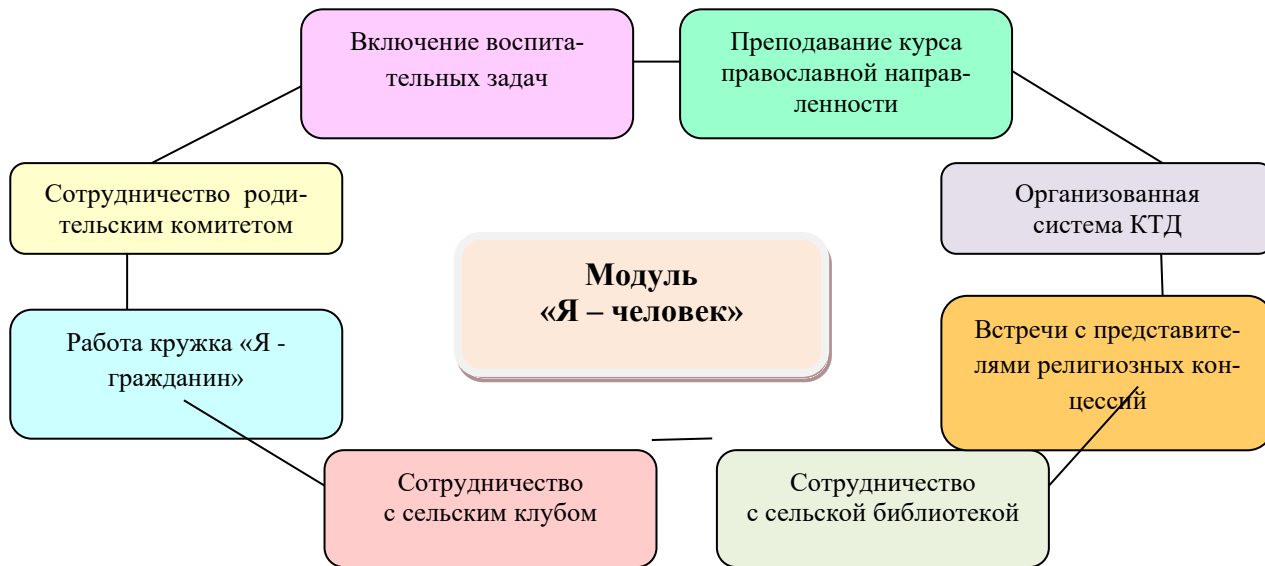 Включение воспита-
тельных задач
Преподавание курса
православной направ-
ленности
Сотрудничество  роди-
тельским комитетом
Организованная
система КТД
Модуль
«Я – человек»
Работа кружка «Я -
гражданин»
Встречи с представите-
лями религиозных кон-
цессий
Сотрудничество
с сельским клубом
Сотрудничество
с сельской библиотекой